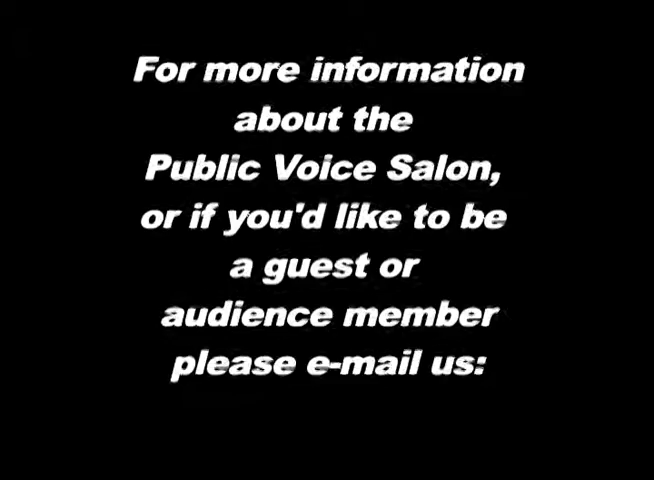 For more information
about the
Public Voice Salon,
or if you'd like to be
a guest or
audience member
please e-mail us: